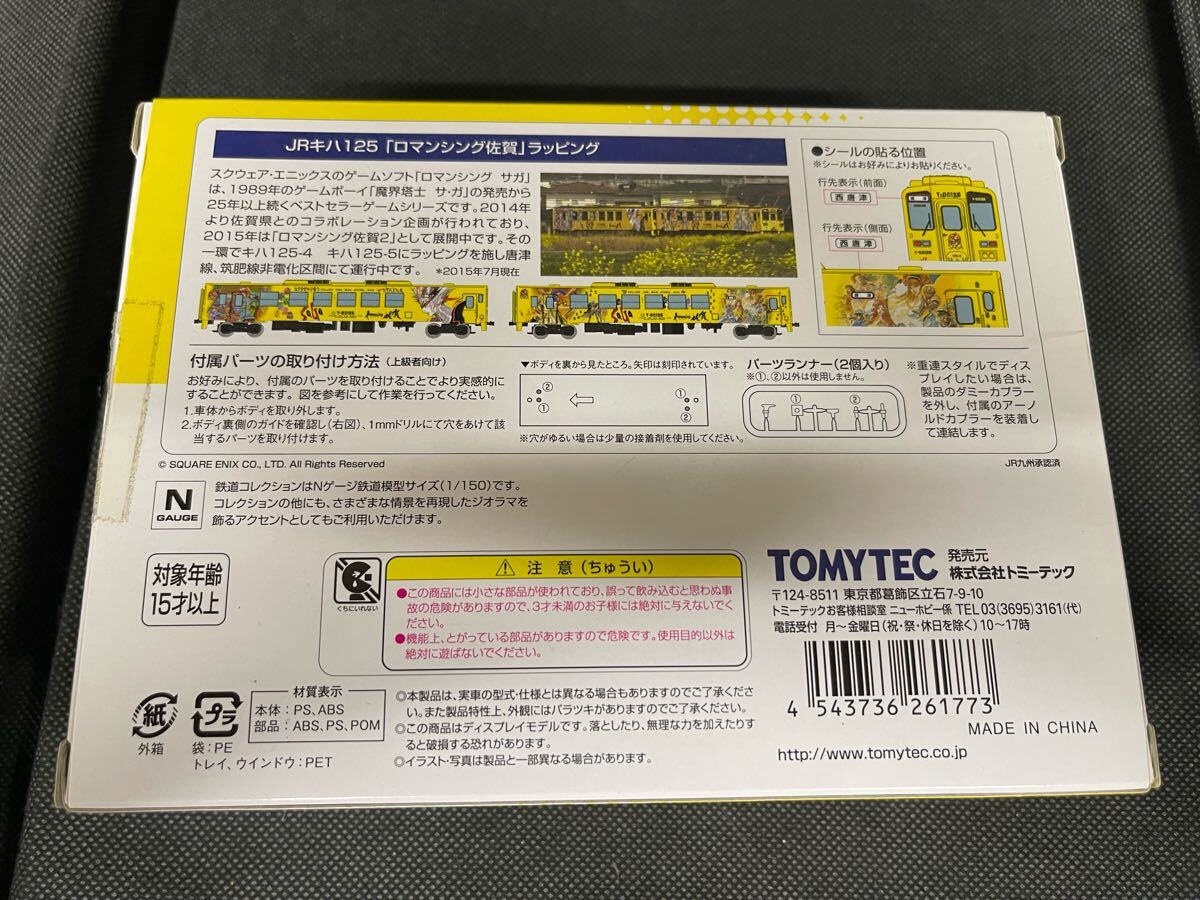 JRキハ125「ロマンシング佐賀」ラッピング
スクウェア・エニックスのゲームソフト「ロマンシング サガ」
は、1989年のゲームボーイ「魔界塔士 サ・ガ」の発売から
25年以上続くベストセラーゲームシリーズです。2014年
より佐賀県とのコラボレーション企画が行われており、
2015年は「ロマンシング佐賀2」として展開中です。その
一環でキハ125-4 キハ125-5にラッピングを施し唐津
線、筑肥線非電化区間にて運行中です。 *2015年7月現在
●シールの貼る位置
※シールはお好みによりお貼りください。
行先表示(前面)
西唐津
行先表示(側面)
西唐津
付属パーツの取り付け方法(上級者向け)
お好みにより、付属のパーツを取り付けることでより実感的に
することができます。図を参考にして作業を行ってください。
1.車体からボディを取り外します。
2.ボディ裏側のガイドを確認し(右図)、1mmドリルにて穴をあけて該
当するパーツを取り付けます。
▼ボディを裏から見たところ。矢印は刻印されています。
②
①
①
②
※穴がゆるい場合は少量の接着剤を使用してください。
パーツランナー(2個入り)
※①、②以外は使用しません。
①
②
※重連スタイルでディス
プレイしたい場合は、
製品のダミーカプラー
を外し、付属のアーノ
ルドカプラーを装着し
て連結します。
© SQUARE ENIX CO., LTD. All Rights Reserved
JR九州承認済
N
GAUGE
鉄道コレクションはNゲージ鉄道模型サイズ(1/150)です。
コレクションの他にも、さまざまな情景を再現したジオラマを
飾るアクセントとしてもご利用いただけます。
対象年齢
15才以上
くちにいれない
注 意(ちゅうい)
●この商品には小さな部品が使われており、誤って飲み込むと思わぬ事
故の危険がありますので、3才未満のお子様には絶対に与えないでく
ださい。
●機能上、とがっている部品がありますので危険です。使用目的以外は
絶対に遊ばないでください。
TOMYTEC
発売元
株式会社トミーテック
〒124-8511 東京都葛飾区立石7-9-10
トミーテックお客様相談室 ニューホビー係 TEL 03(3695)3161(代)
電話受付 月~金曜日(祝・祭・休日を除く)10~17時
4 543736 261773
MADE IN CHINA
http://www.tomytec.co.jp
紙
外箱
プラ
袋:PE
トレイ、ウインドウ:PET
材質表示
本体:PS、ABS
部品:ABS、PS、POM
◎本製品は、実車の型式・仕様とは異なる場合もありますのでご了承くださ
い。また製品特性上、外観にはバラツキがありますのでご了承ください。
◎この商品はディスプレイモデルです。落としたり、無理な力を加えたりす
ると破損する恐れがあります。
◎イラスト・写真は製品と一部異なる場合があります。